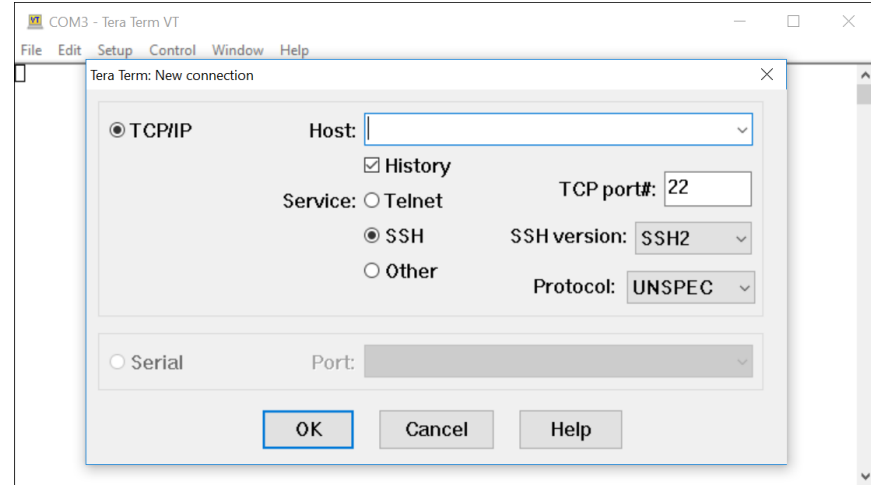 VT COM3 - Tera Term VT
File Edit Setup Control Window Help
Tera Term: New connection
TCP/IP Host:
History
TCP port#: 22
Service: Telnet
SSH SSH version: SSH2
Other
Protocol: UNSPEC
Serial Port:
OK Cancel Help